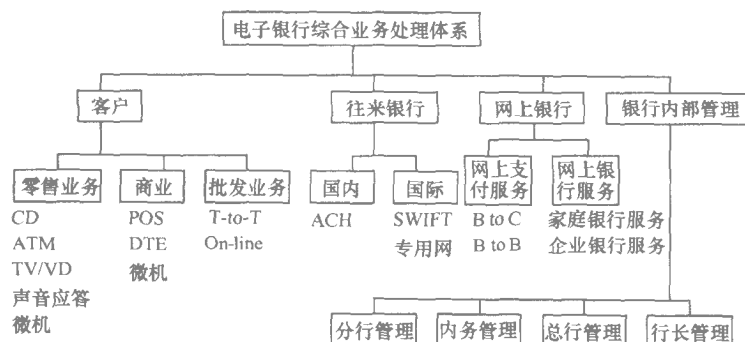 电子银行综合业务处理体系
客户
往来银行
网上银行
银行内部管理
零售业务
商业
批发业务
国内
国际
网上支
付服务
网上银
行服务
CD
POS
T-to-T
ACH
SWIFT
B to C
家庭银行服务
ATM
DTE
On-line
专用网
B to B
企业银行服务
TV/VD
微机
声音应答
微机
分行管理
内务管理
总行管理
行长管理